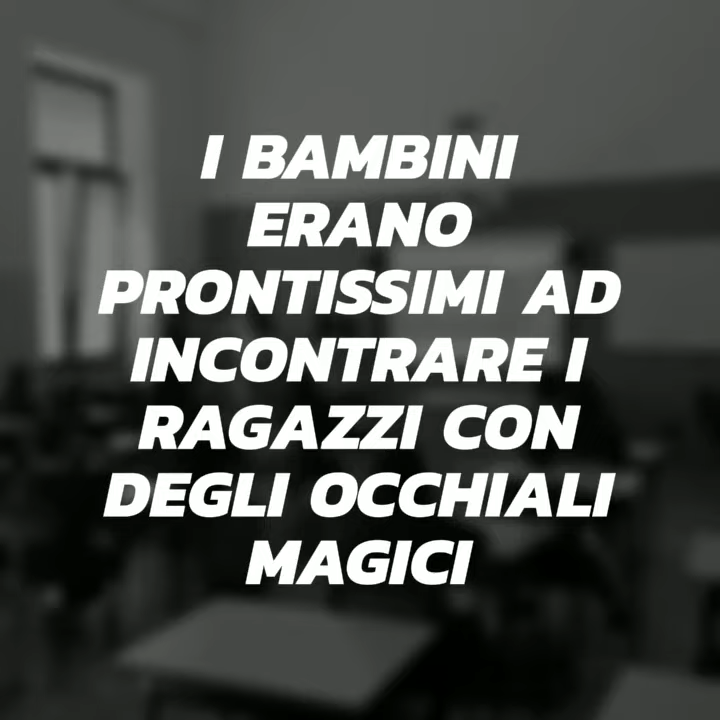 I BAMBINI
ERANO
PRONTISSIMI AD
INCONTRARE I
RAGAZZI CON
DEGLI OCCHIALI
MAGICI